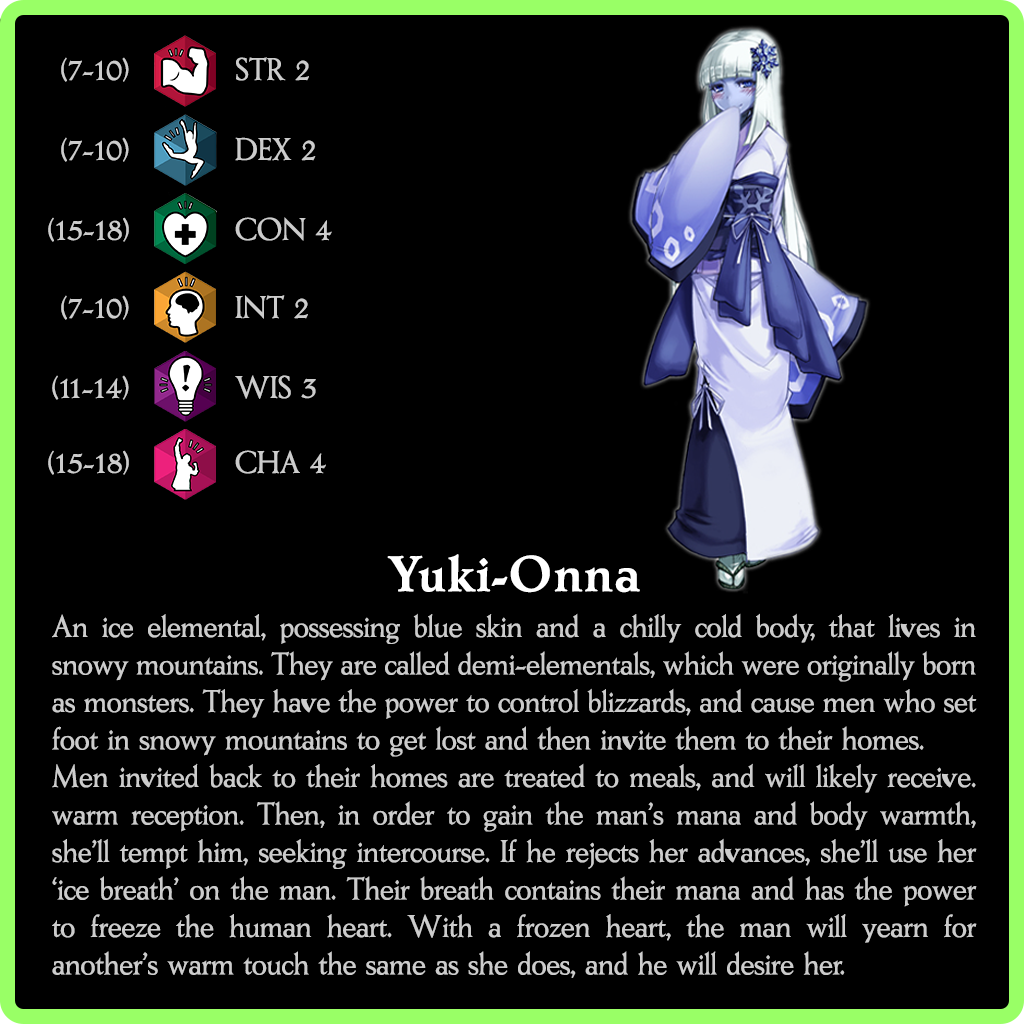 (7-10) STR 2
(7-10) DEX 2
(15-18) CON 4
(7-10) INT 2
(11-14) WIS 3
(15-18) CHA 4
Yuki-Onna
An ice elemental, possessing blue skin and a chilly cold body, that lives in
snowy mountains. They are called demi-elementals, which were originally born
as monsters. They have the power to control blizzards, and cause men who set
foot in snowy mountains to get lost and then invite them to their homes.
Men invited back to their homes are treated to meals, and will likely receive.
warm reception. Then, in order to gain the man's mana and body warmth,
she'll tempt him, seeking intercourse. If he rejects her advances, she'll use her
'ice breath' on the man. Their breath contains their mana and has the power
to freeze the human heart. With a frozen heart, the man will yearn for
another's warm touch the same as she does, and he will desire her.